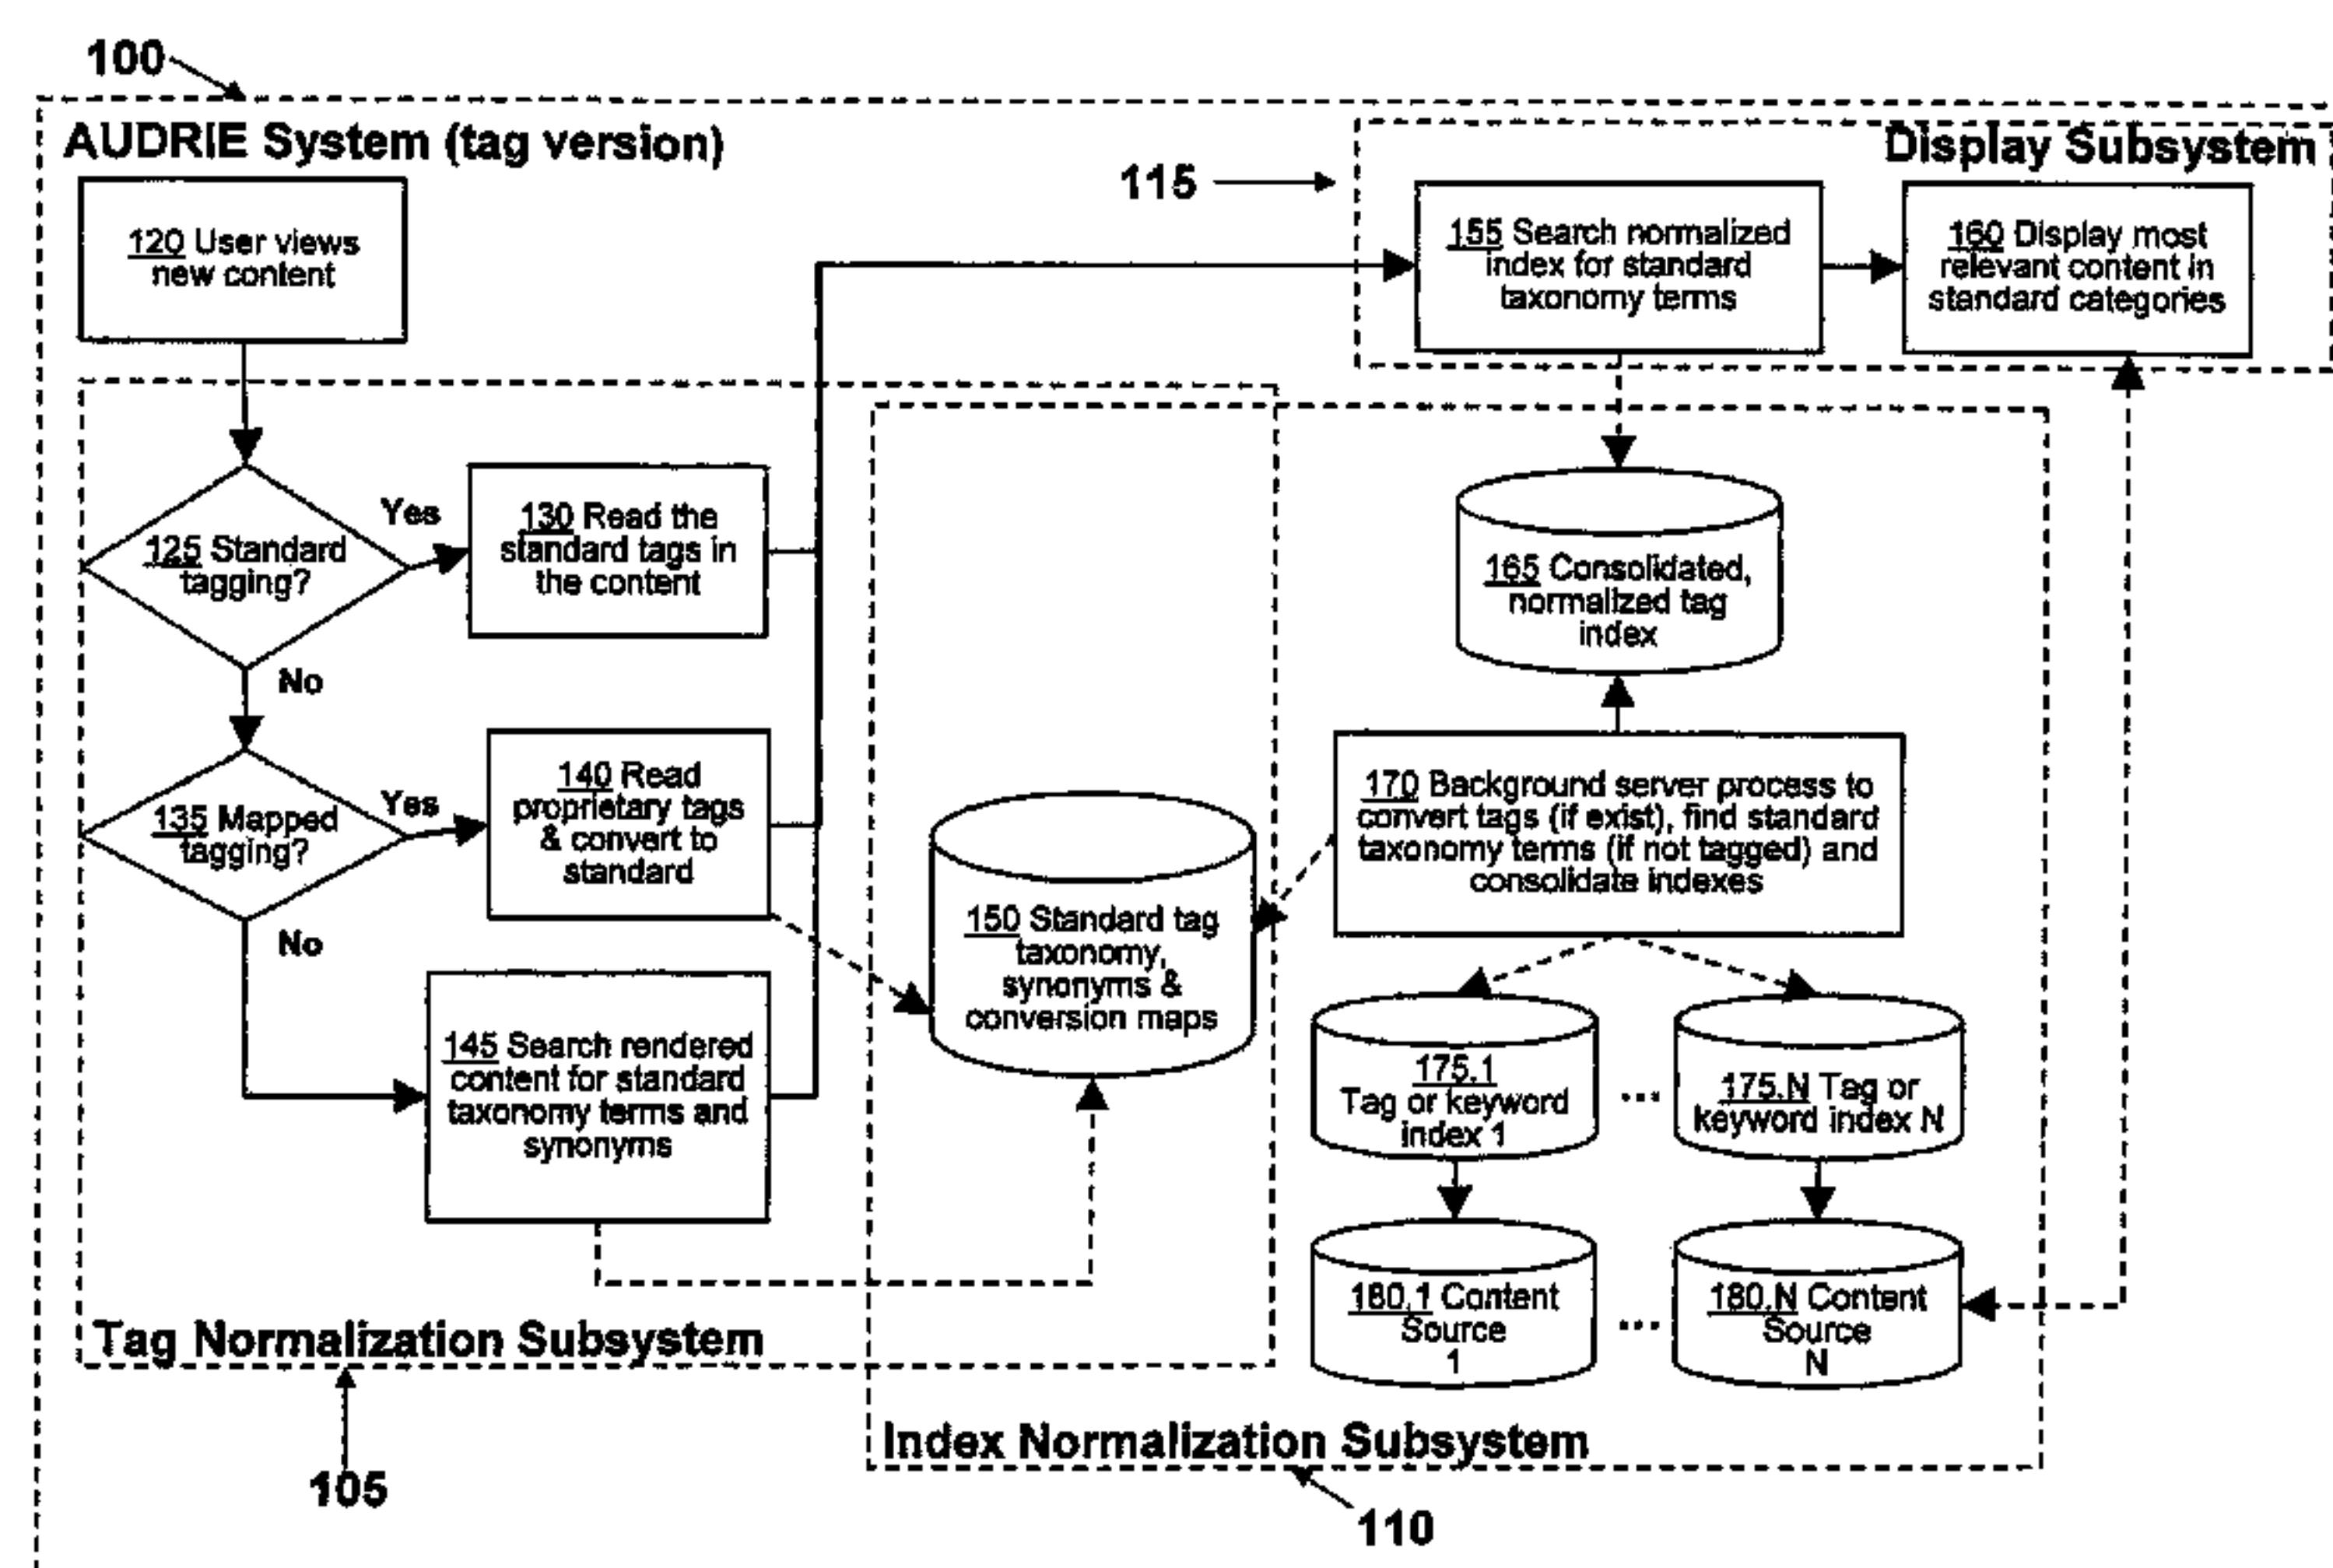 100
AUDRIE System (tag version)
Display Subsystem
115
120 User views
new content
155 Search normalized
index for standard
taxonomy terms
160 Display most
relevant content in
standard categories
125 Standard
tagging?
Yes
No
130 Read the
standard tags in
the content
165 Consolidated,
normalized tag
index
135 Mapped
tagging?
Yes
No
140 Read
proprietary tags
& convert to
standard
170 Background server process to
convert tags (if exist), find standard
taxonomy terms (if not tagged) and
consolidate indexes
150 Standard tag
taxonomy,
synonyms &
conversion maps
145 Search rendered
content for standard
taxonomy terms and
synonyms
175.1
Tag or keyword
index 1
...
175.N Tag or
keyword index N
180.1 Content
Source
1
...
180.N Content
Source
N
Tag Normalization Subsystem
105
Index Normalization Subsystem
110